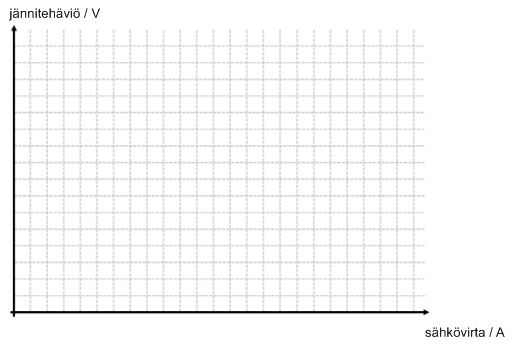 jännitehäviö / V
sähkövirta / A